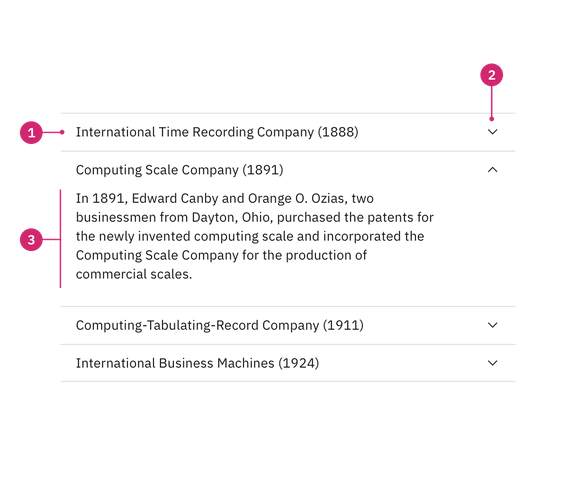 2
1
International Time Recording Company (1888)
Computing Scale Company (1891)
In 1891, Edward Canby and Orange O. Ozias, two
businessmen from Dayton, Ohio, purchased the patents for
3
the newly invented computing scale and incorporated the
Computing Scale Company for the production of
commercial scales.
Computing-Tabulating-Record Company (1911)
International Business Machines (1924)